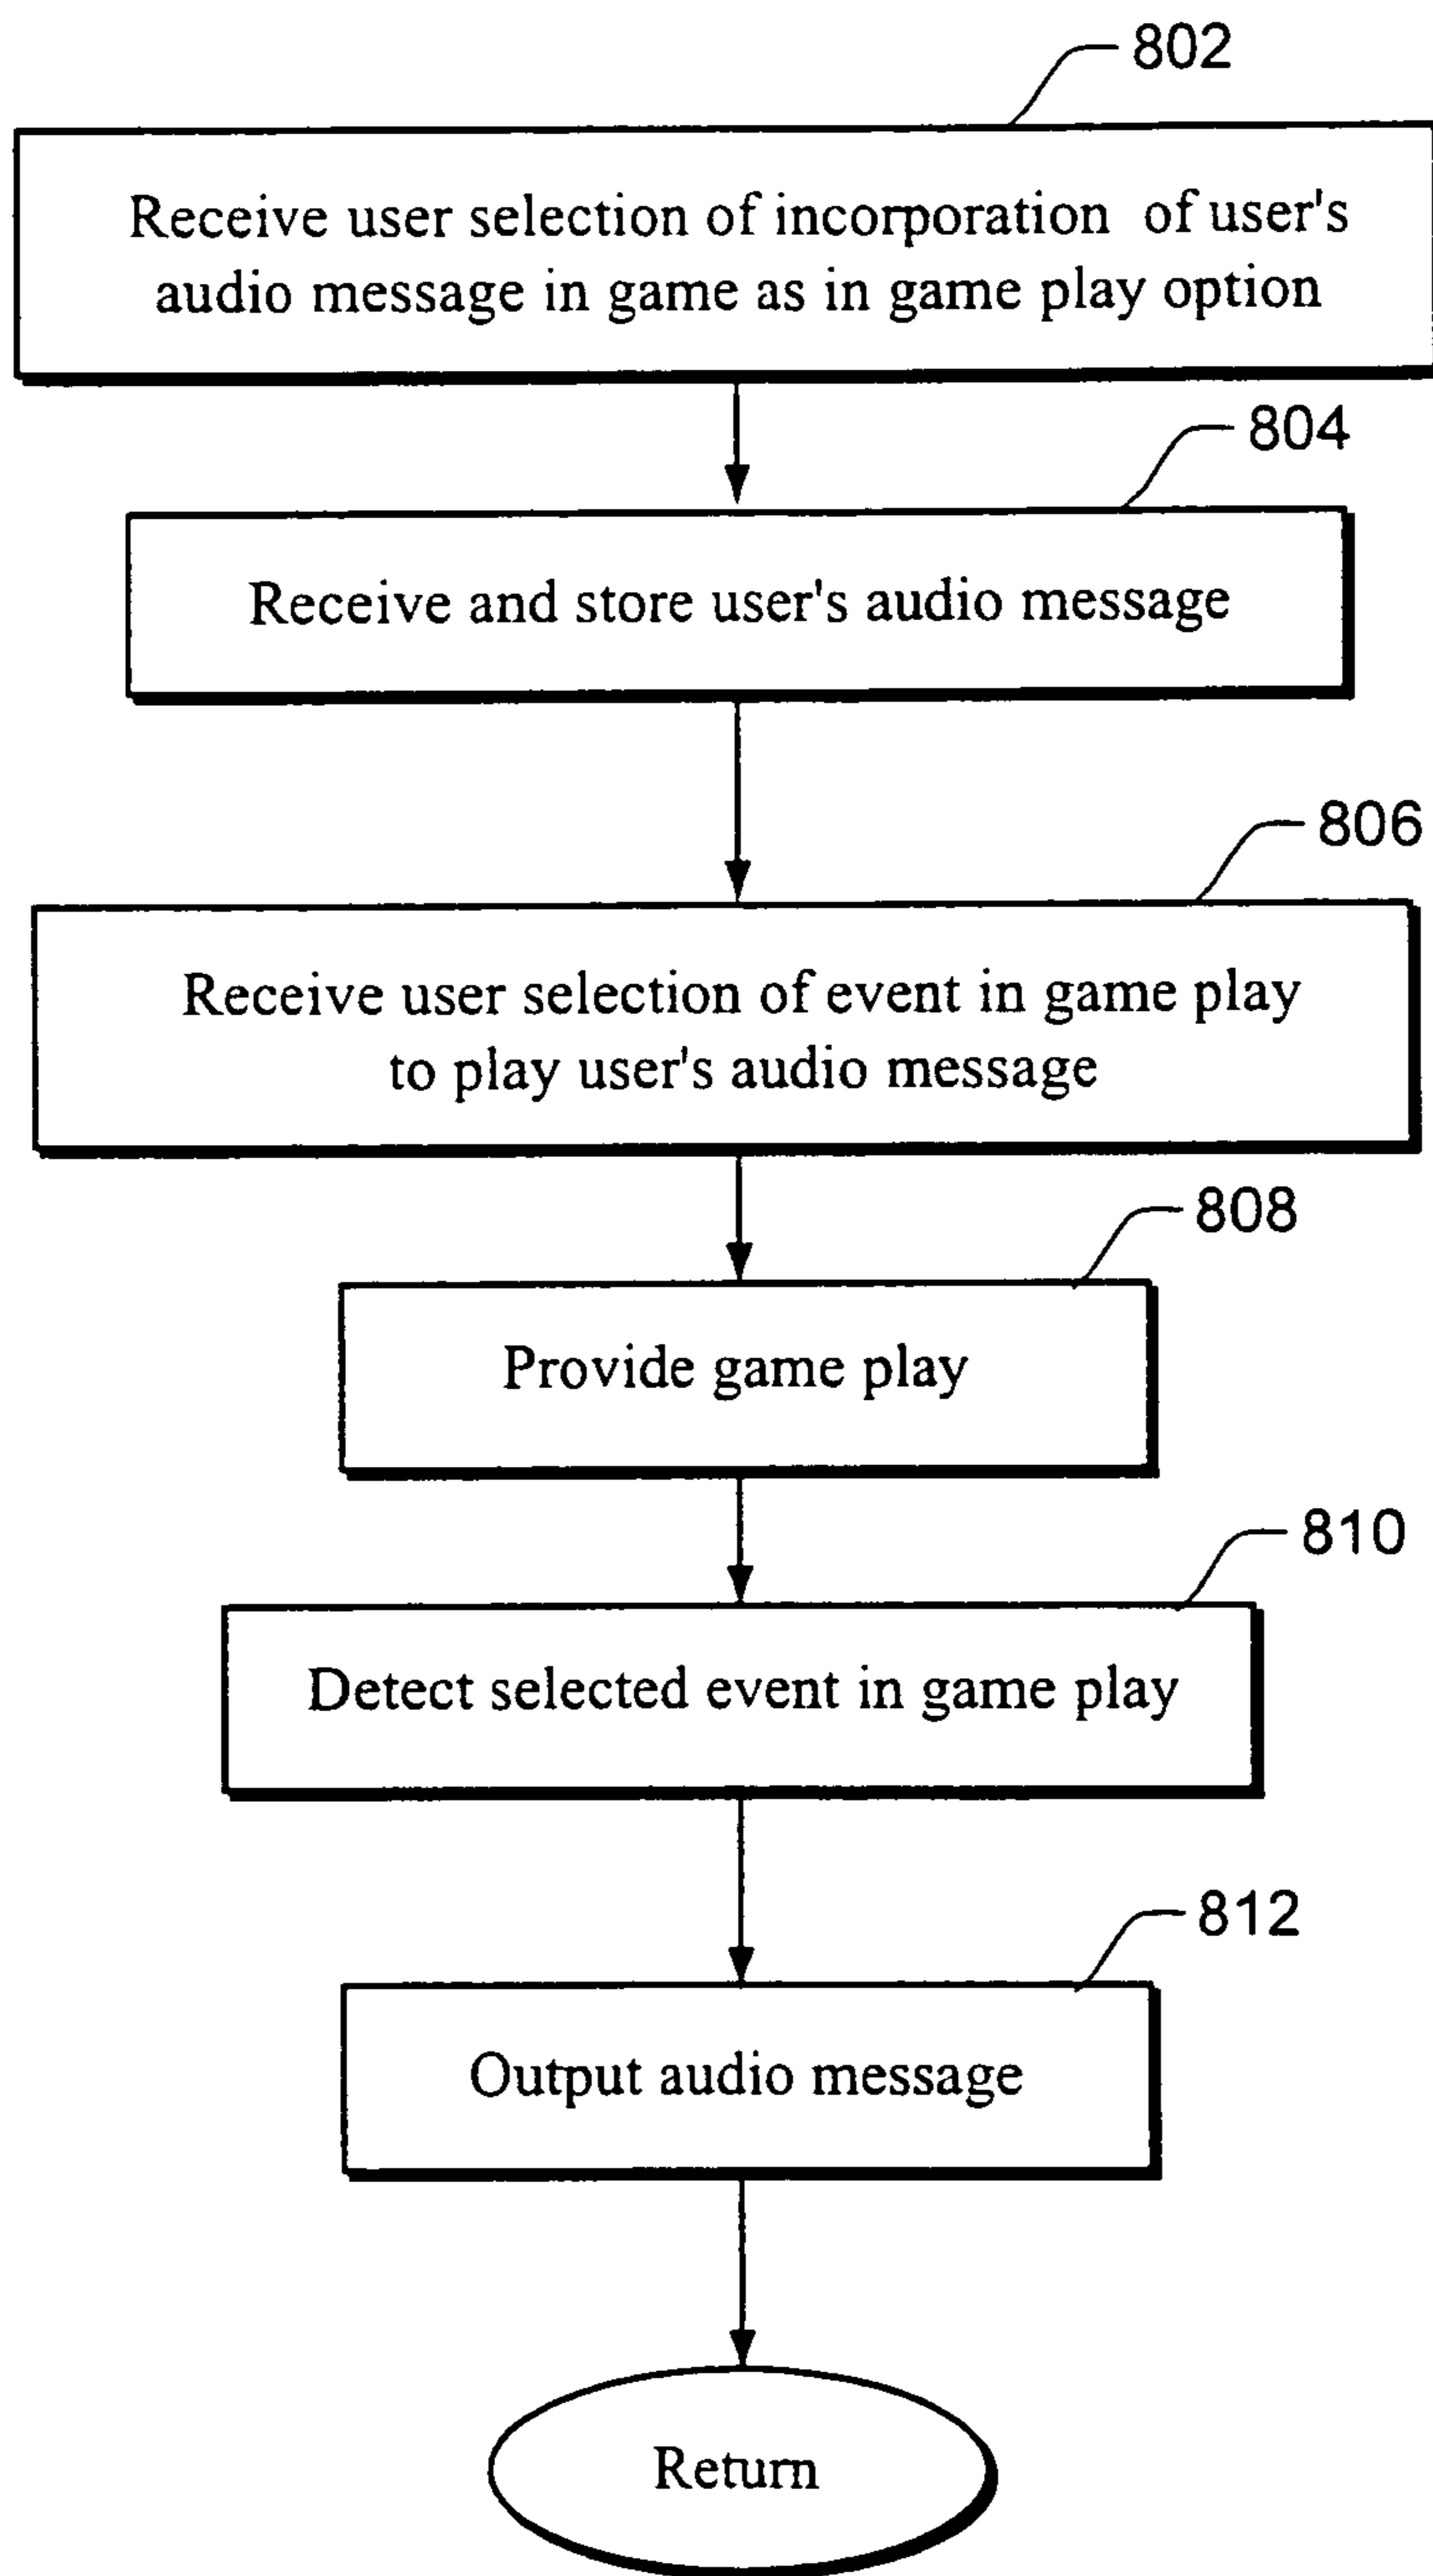 802
Receive user selection of incorporation of user's
audio message in game as in game play option
804
Receive and store user's audio message
806
Receive user selection of event in game play
to play user's audio message
808
Provide game play
810
Detect selected event in game play
812
Output audio message
Return